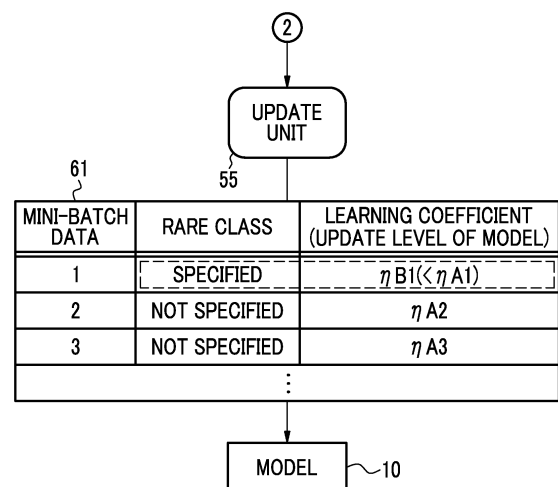 2
UPDATE
UNIT
55
61
MINI-BATCH
DATA
RARE CLASS
LEARNING COEFFICIENT
(UPDATE LEVEL OF MODEL)
1 SPECIFIED ηB1(<ηA1)
2 NOT SPECIFIED ηA2
3 NOT SPECIFIED ηA3
⋮
MODEL
10